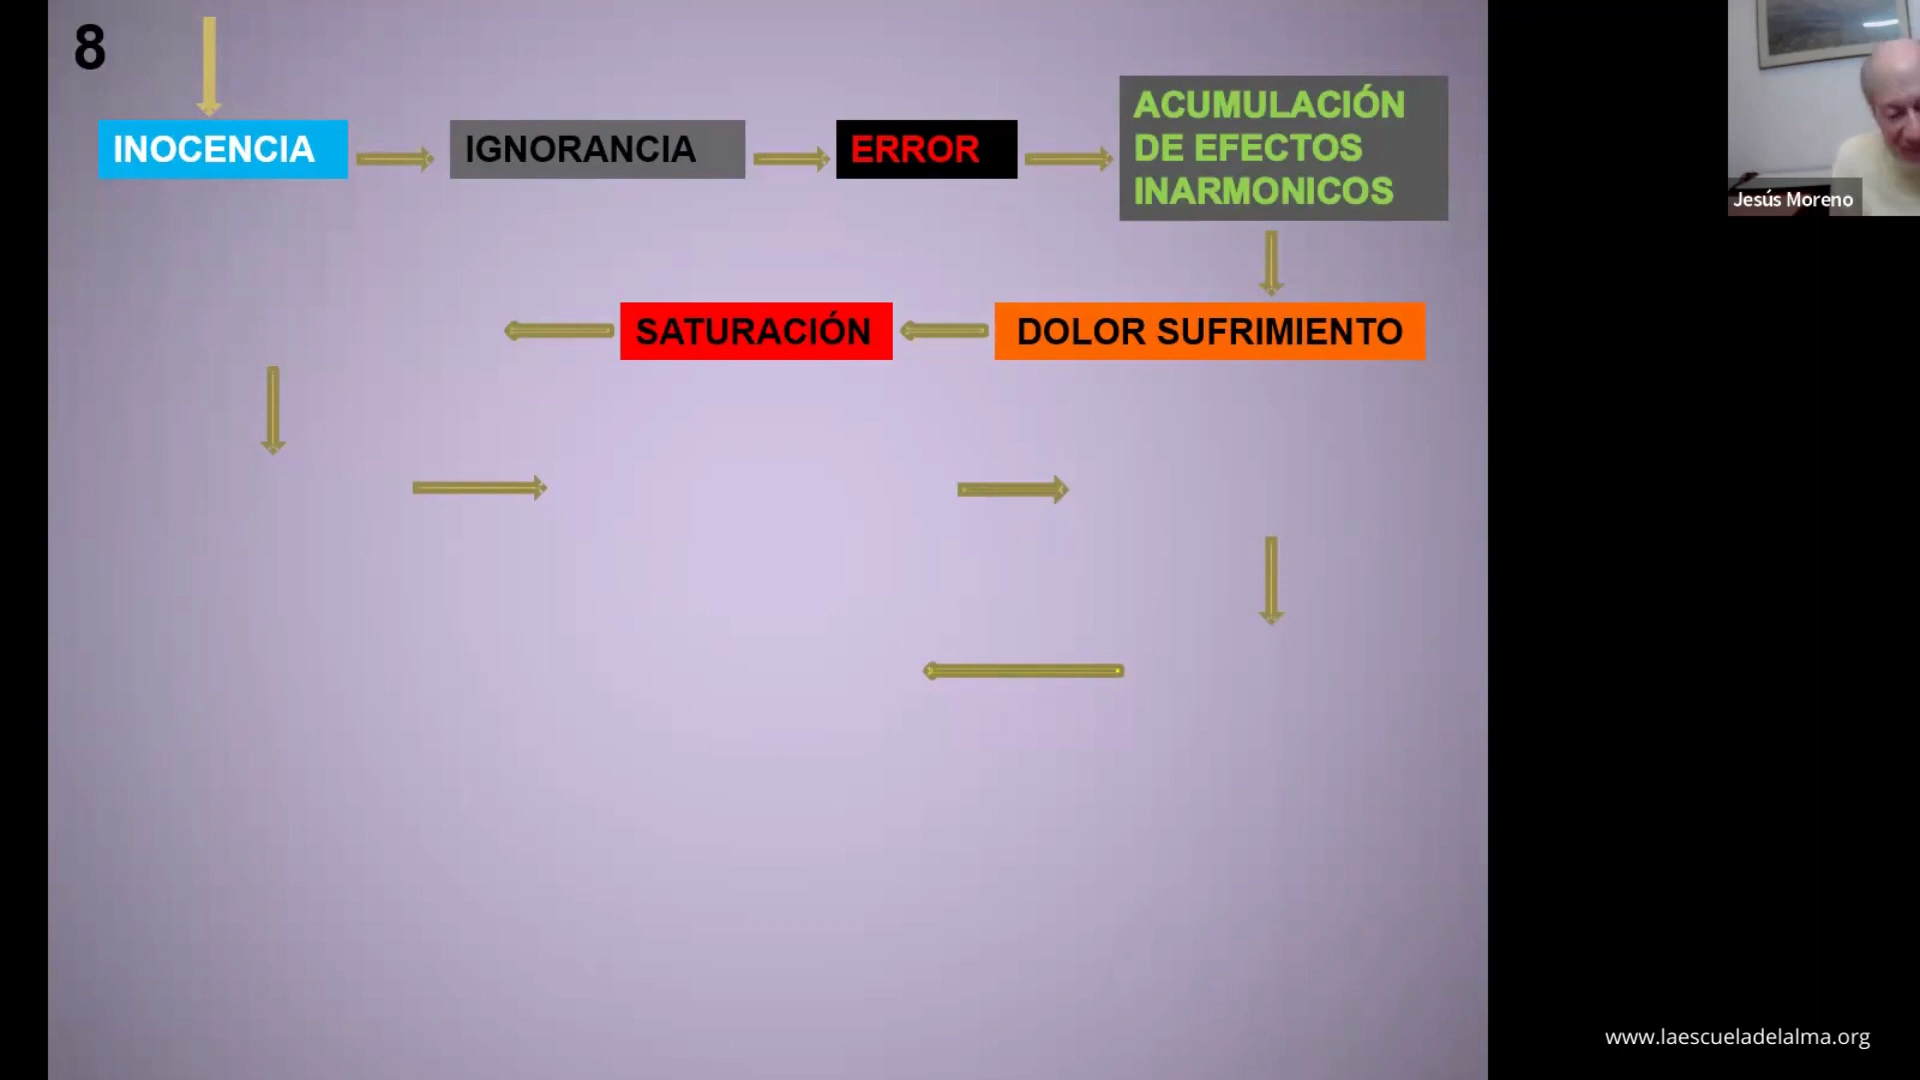 8
INOCENCIA
IGNORANCIA
ERROR
ACUMULACIÓN
DE EFECTOS
INARMONICOS
SATURACIÓN
DOLOR SUFRIMIENTO
Jesús Moreno
www.laescueladelalma.org